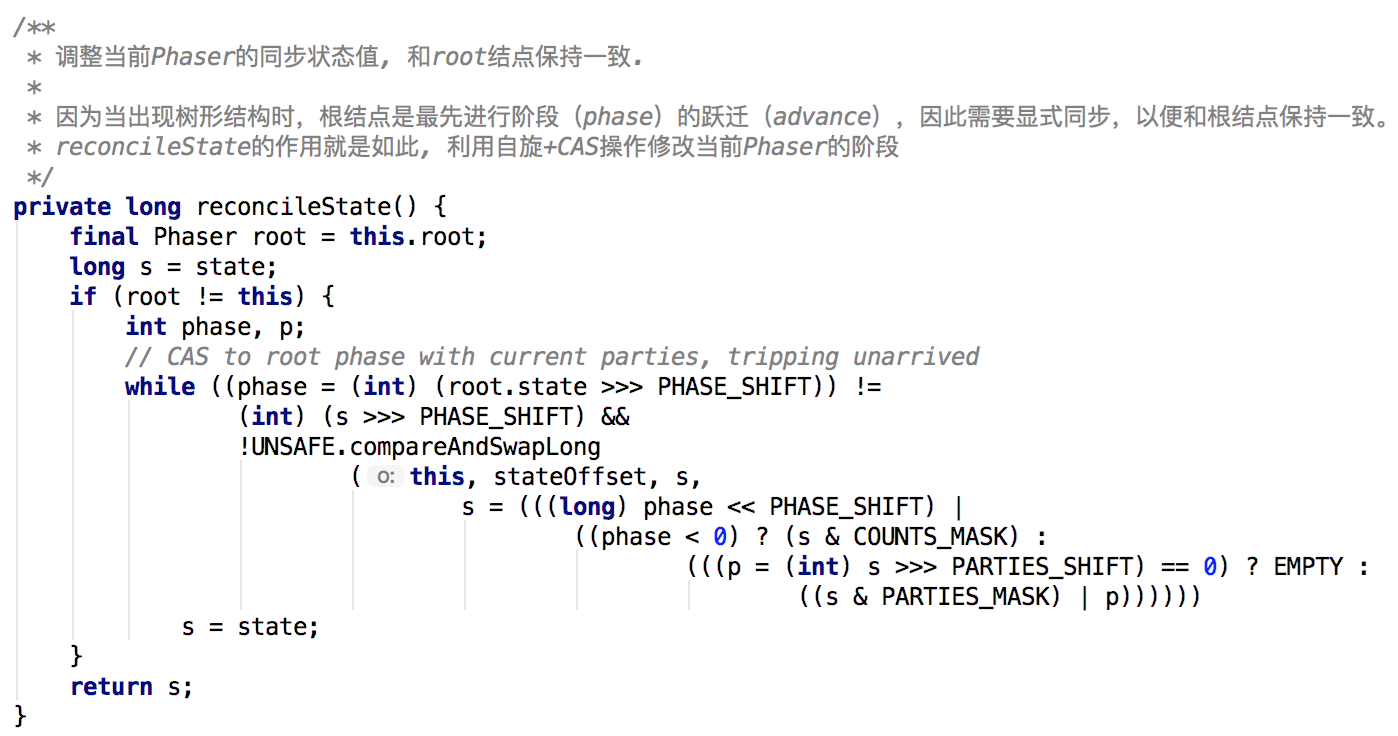 /**
 * 调整当前Phaser的同步状态值, 和root结点保持一致.
 *
 * 因为当出现树形结构时，根结点是最先进行阶段（phase）的跃迁（advance）,因此需要显式同步，以便和根结点保持一致。
 * reconcileState的作用就是如此, 利用自旋+CAS操作修改当前Phaser的阶段
 */
private long reconcileState() {
    final Phaser root = this.root;
    long s = state;
    if (root != this) {
        int phase, p;
        // CAS to root phase with current parties, tripping unarrived
        while ((phase = (int) (root.state >>> PHASE_SHIFT)) !=
                (int) (s >>> PHASE_SHIFT) &&
                !UNSAFE.compareAndSwapLong
                        ( o: this, stateOffset, s,
                                s = (((long) phase << PHASE_SHIFT) |
                                        ((phase < 0) ? (s & COUNTS_MASK) :
                                                (((p = (int) s >>> PARTIES_SHIFT) == 0) ? EMPTY :
                                                        ((s & PARTIES_MASK) | p))))))
            s = state;
    }
    return s;
}